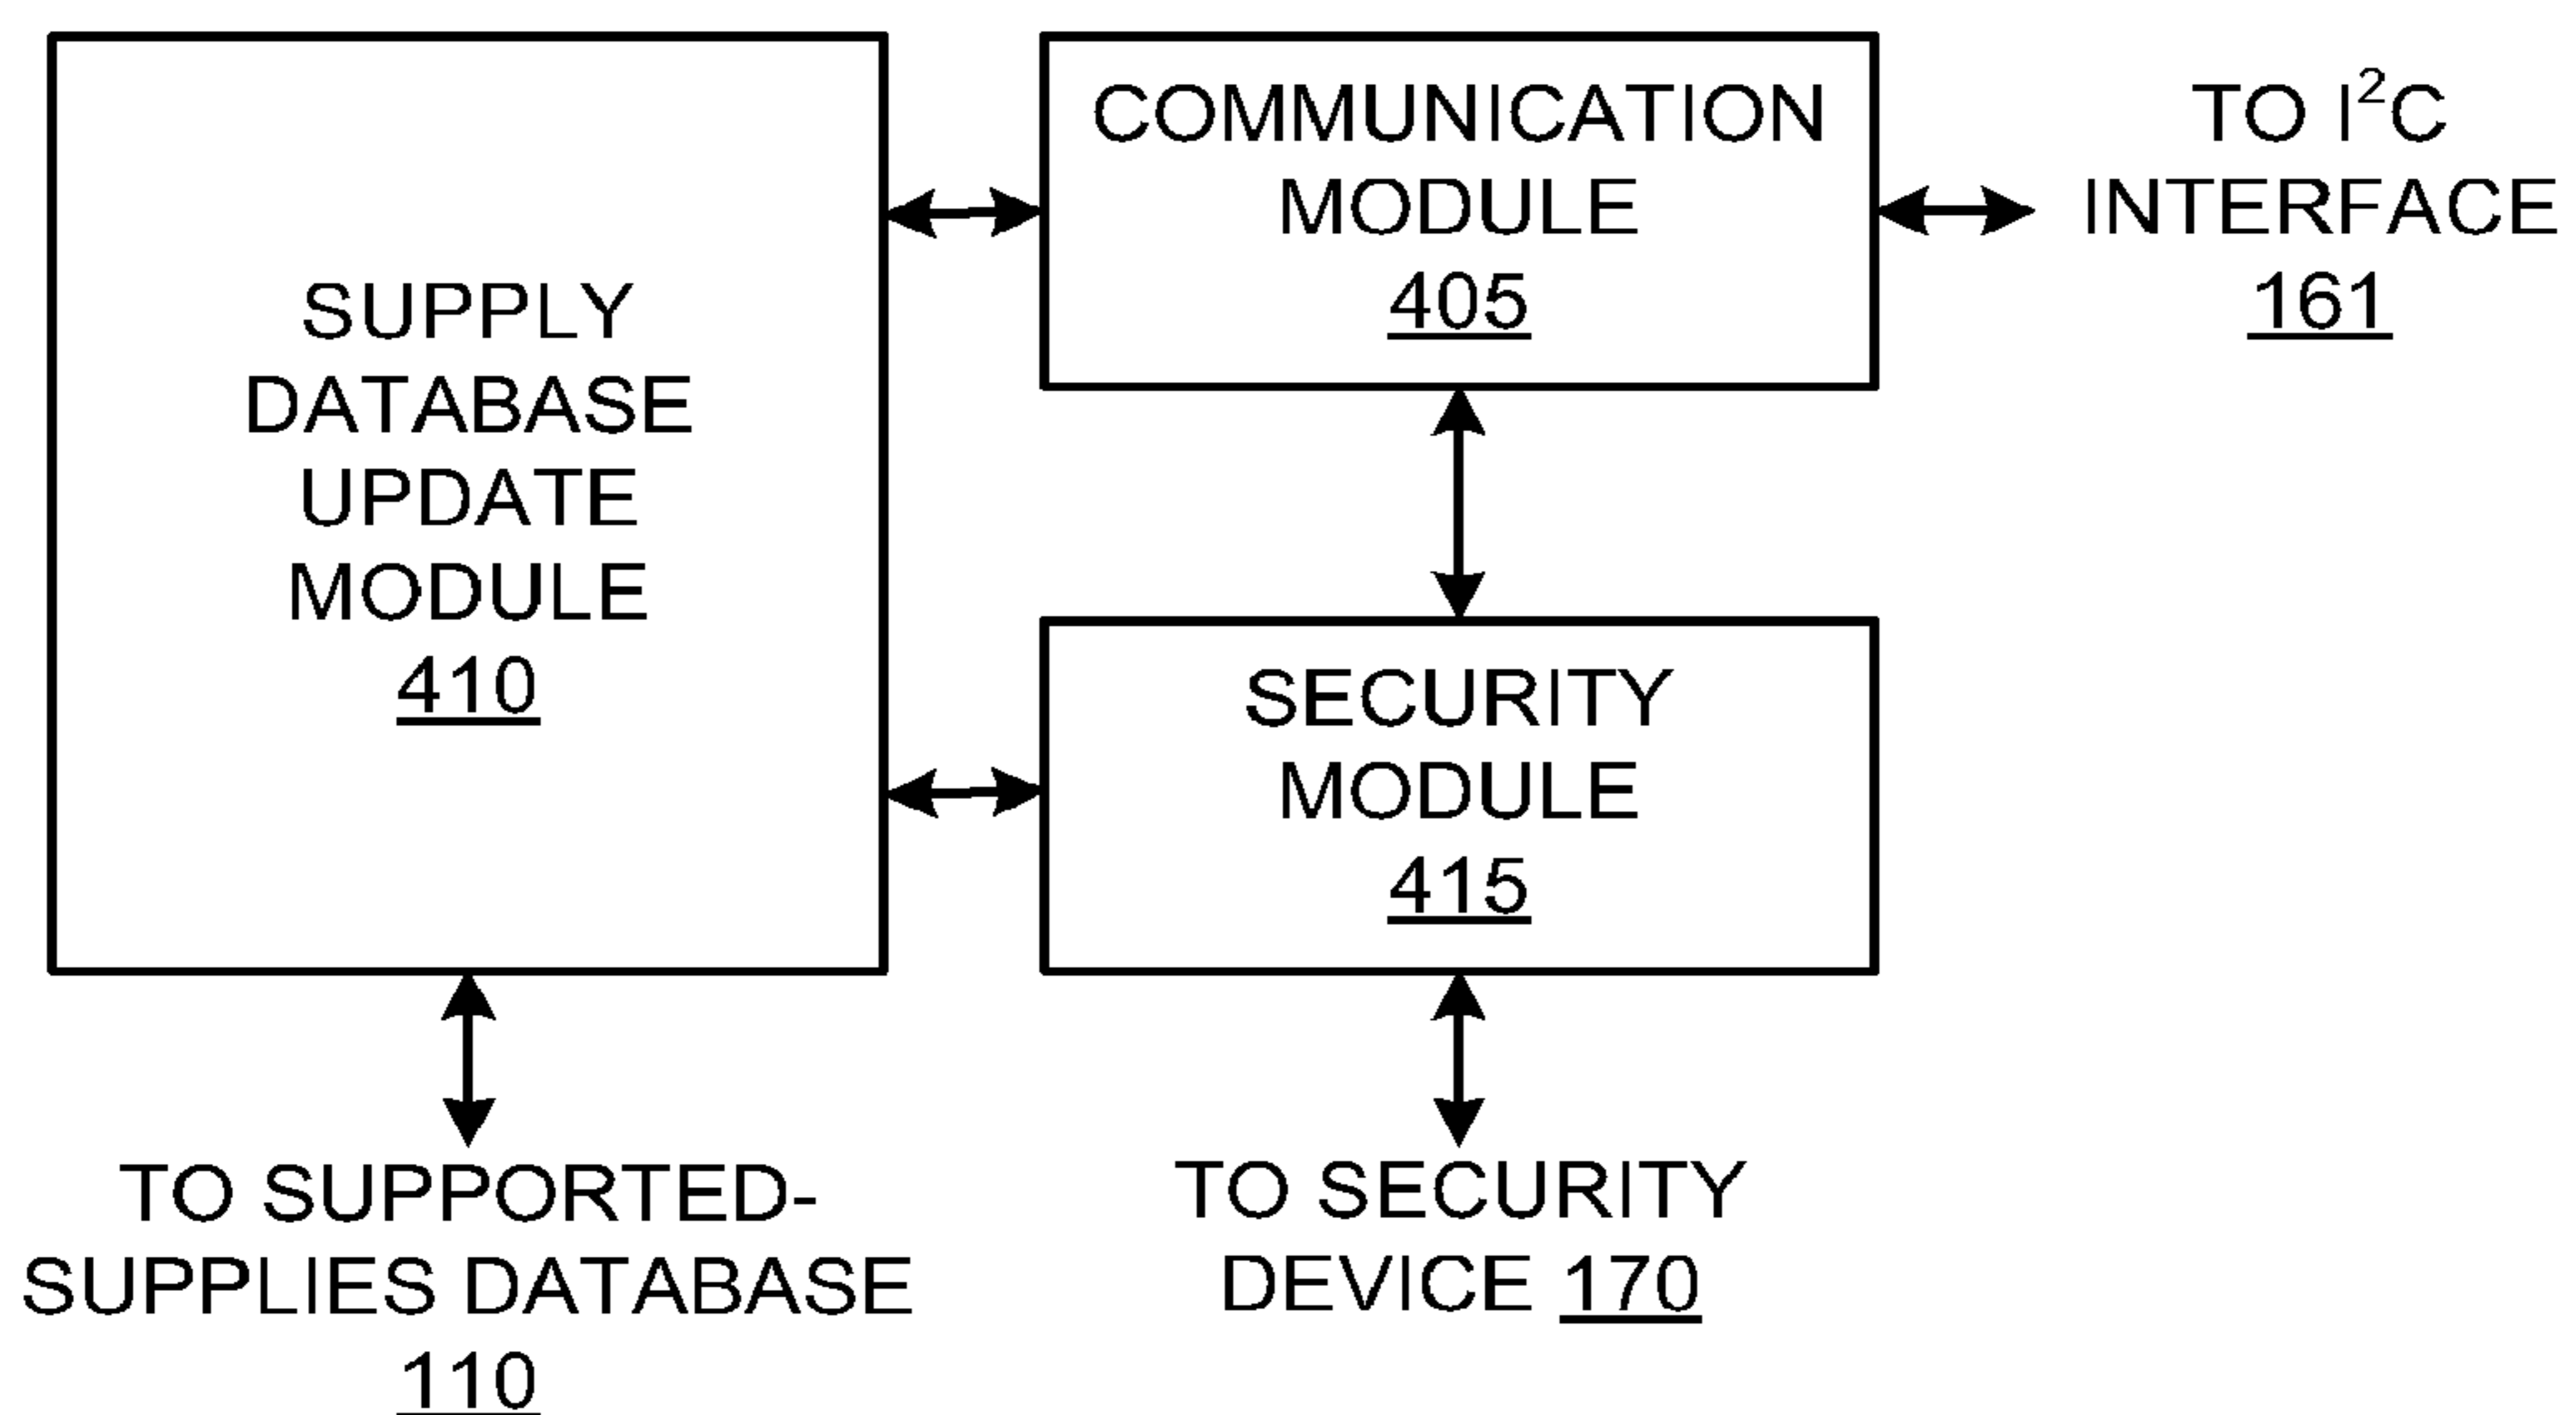 SUPPLY
DATABASE
UPDATE
MODULE
410
COMMUNICATION
MODULE
405
TO I²C
INTERFACE
161
SECURITY
MODULE
415
TO SUPPORTED-
SUPPLIES DATABASE
110
TO SECURITY
DEVICE 170